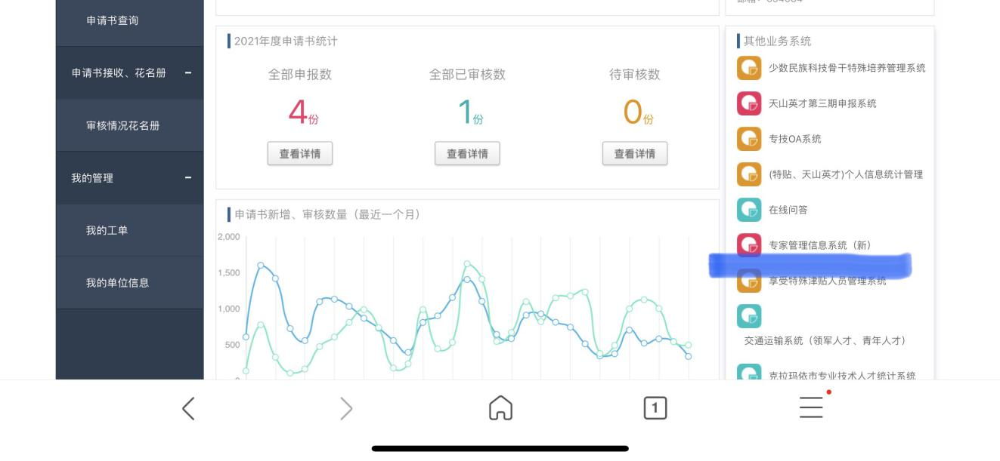 申请书查询
申请书接收、花名册
审核情况花名册
我的管理
我的工单
我的单位信息
2021年度申请书统计
全部申报数
全部已审核数
待审核数
4份
1份
0份
查看详情
查看详情
查看详情
申请书新增、审核数量（最近一个月）
2,000
1,500
1,000
500
其他业务系统
少数民族科技骨干特殊培养管理系统
天山英才第三期申报系统
专技OA系统
(特贴、天山英才)个人信息统计管理
在线问答
专家管理信息系统（新）
享受特殊津贴人员管理系统
交通运输系统（领军人才、青年人才）
克拉玛依市专业技术人才统计系统
1